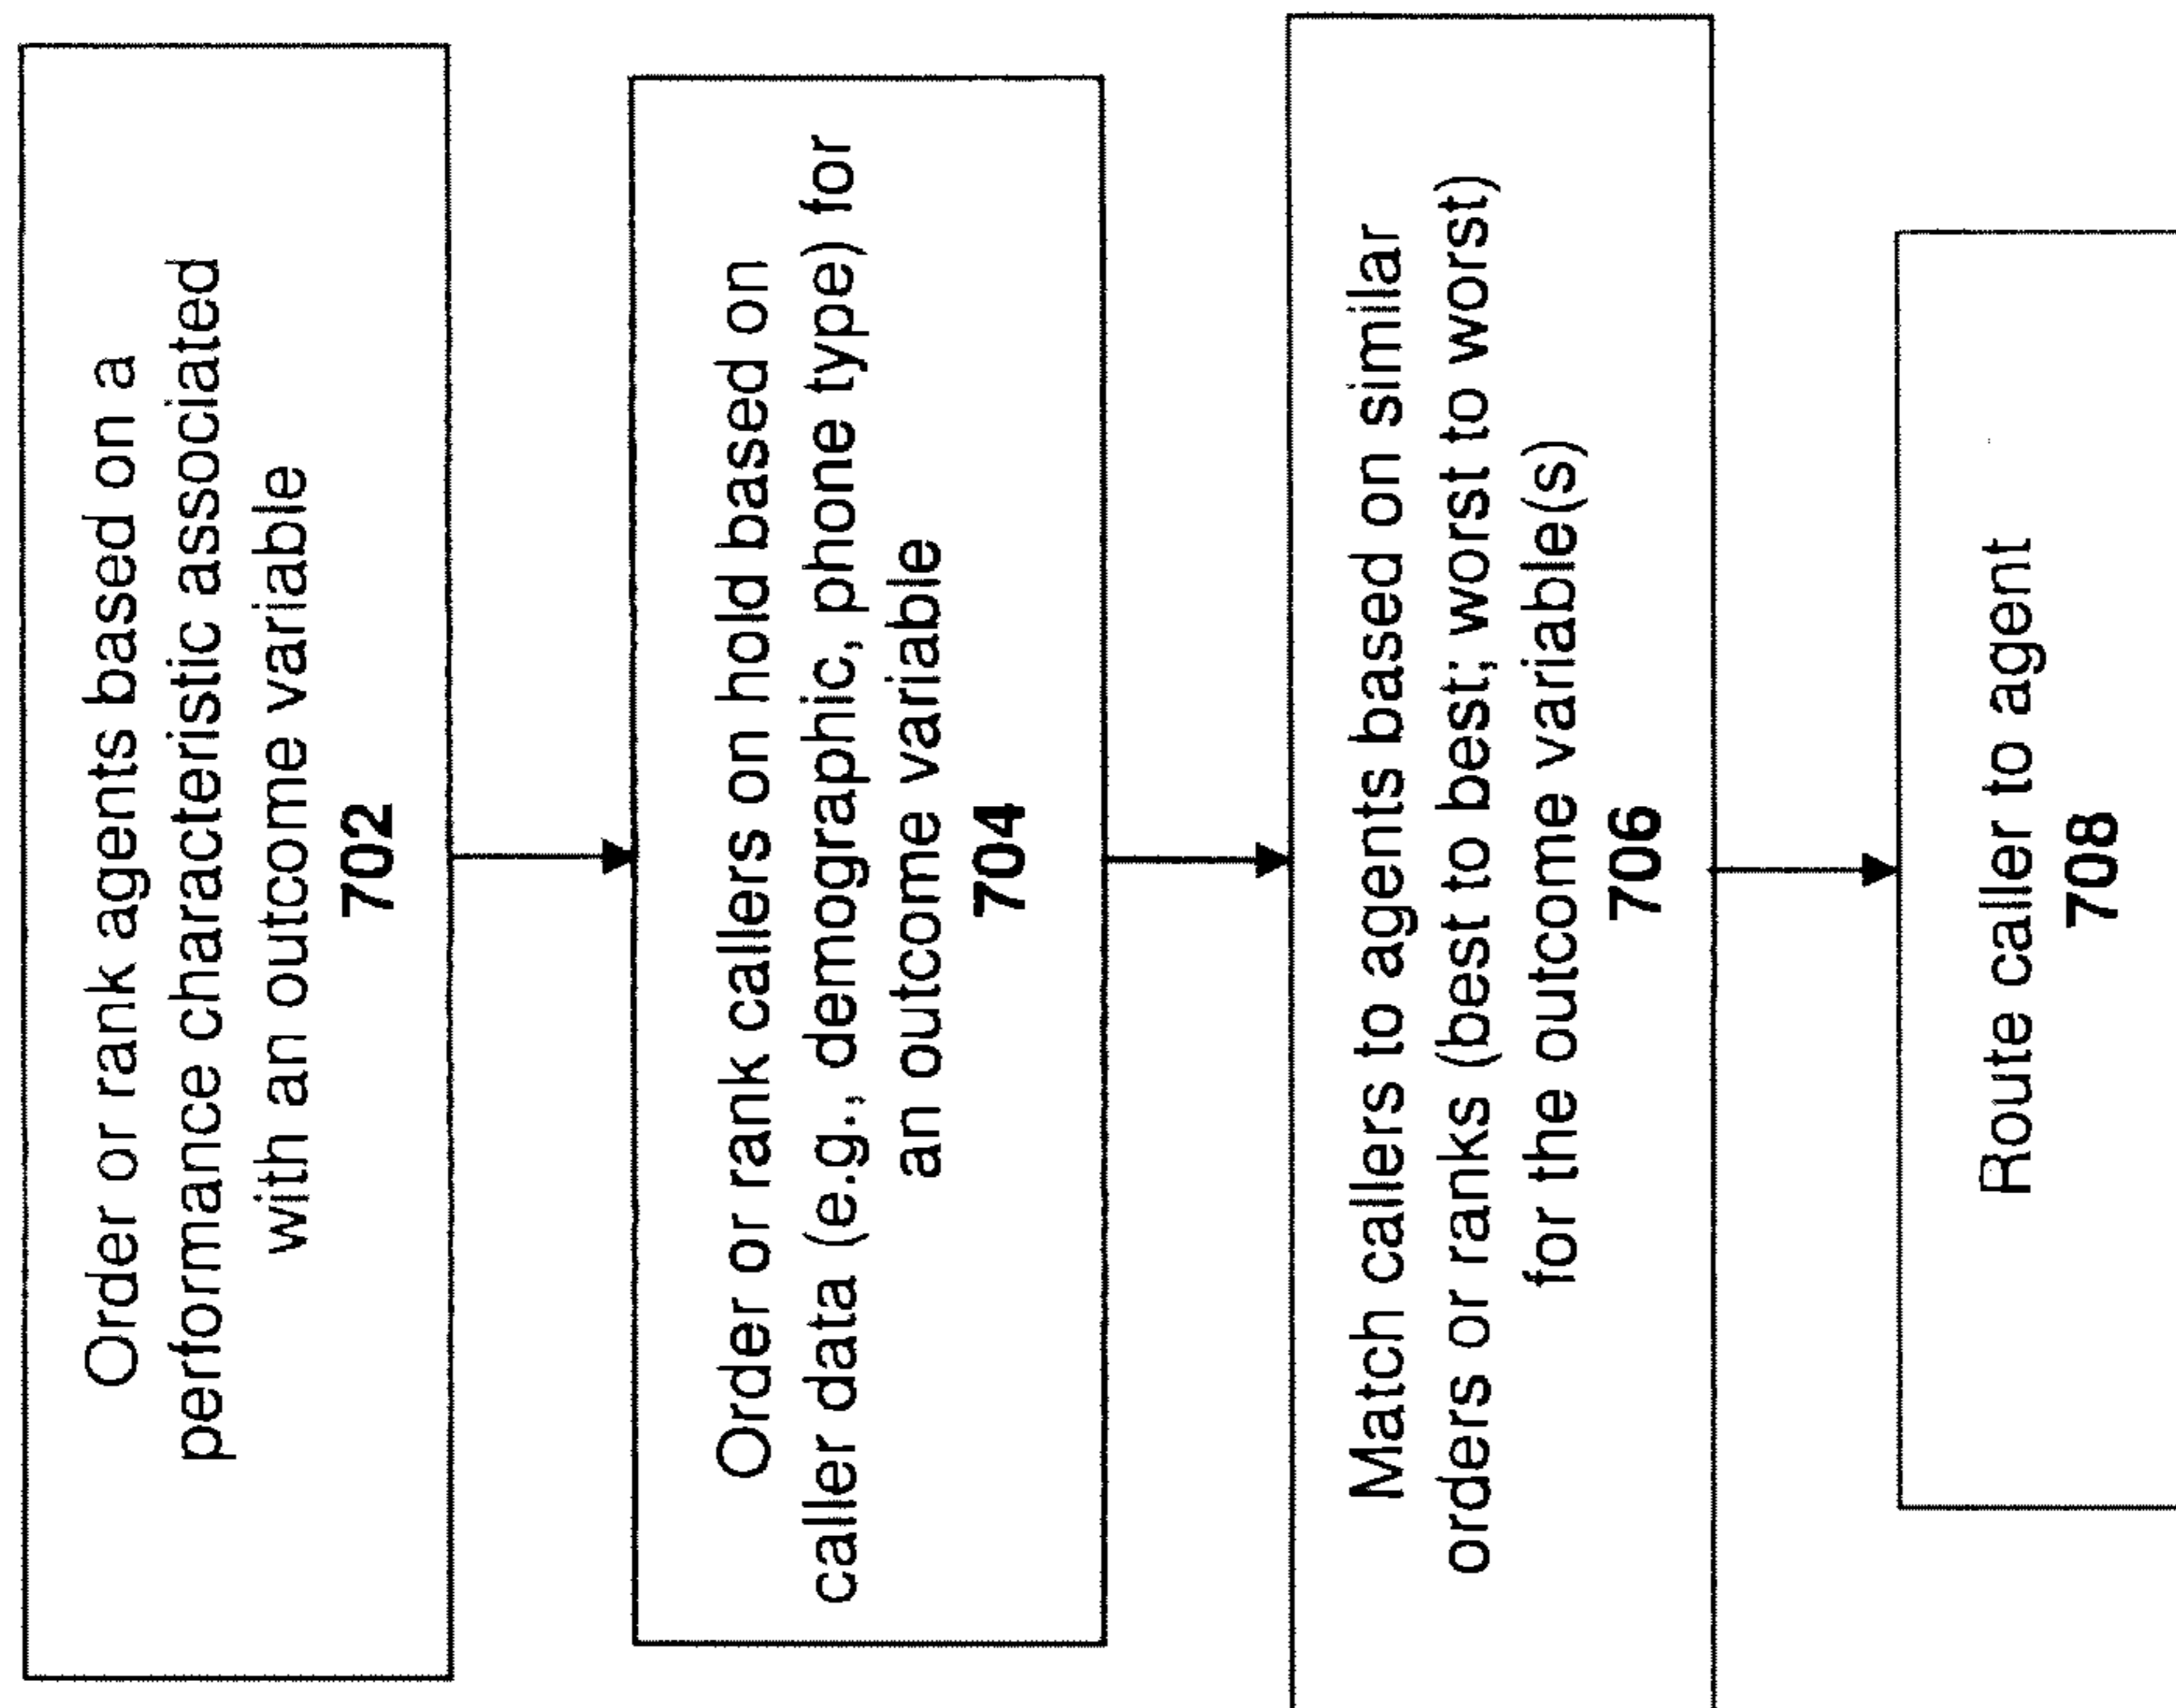 Order or rank agents based on a
performance characteristic associated
with an outcome variable
702
Order or rank callers on hold based on
caller data (e.g., demographic, phone type) for
an outcome variable
704
Match callers to agents based on similar
orders or ranks (best to best; worst to worst)
for the outcome variable(s)
706
Route caller to agent
708